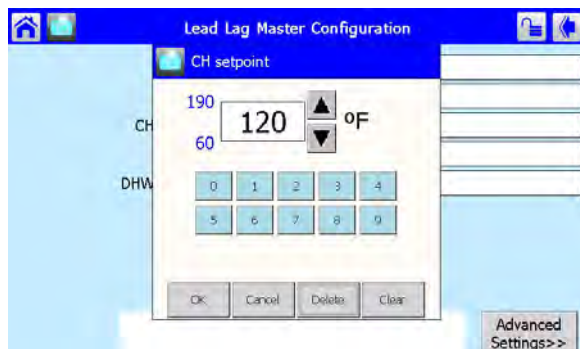 Lead Lag Master Configuration
CH setpoint
190
120
°F
60
CH
DHW
0 1 2 3 4
5 6 7 8 9
OK Cancel Delete Clear
Advanced
Settings>>